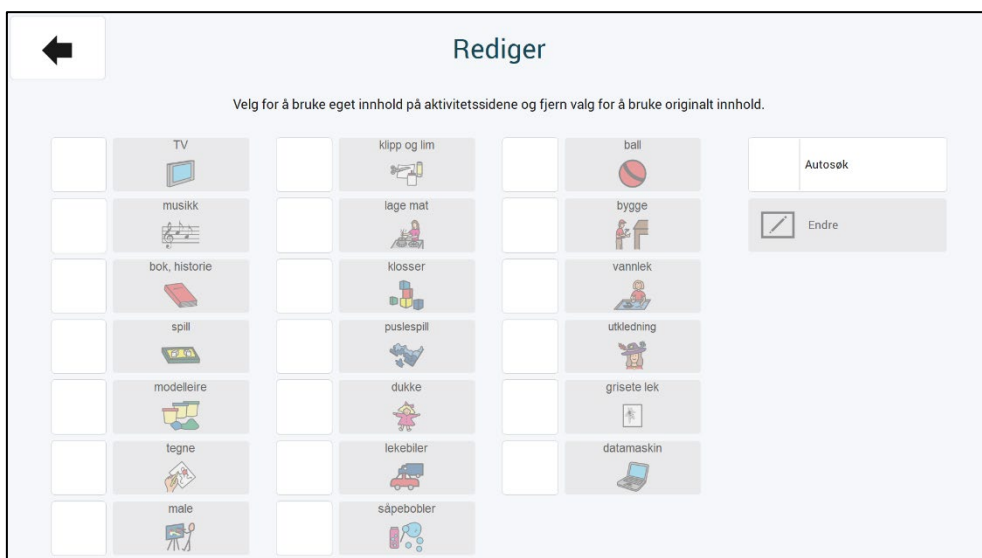 Rediger
Velg for å bruke eget innhold på aktivitetssidene og fjern valg for å bruke originalt innhold.
TV
klipp og lim
ball
Autosøk
musikk
lage mat
bygge
Endre
bok, historie
klosser
vannlek
spill
puslespill
utkledning
modelleire
dukke
grisete lek
tegne
lekebiler
datamaskin
male
såpebobler